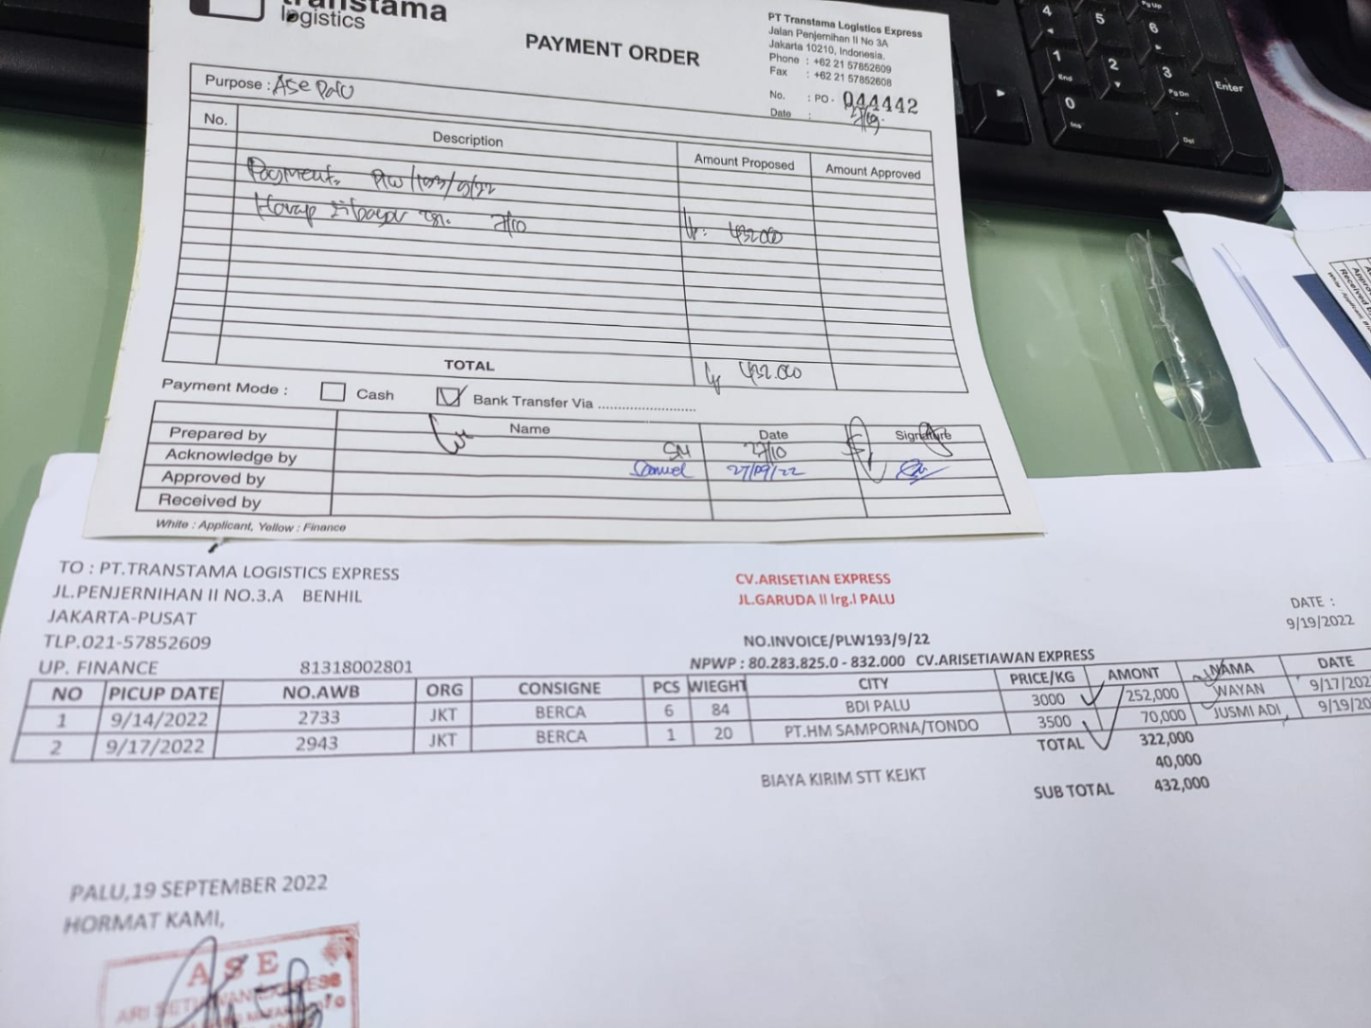 transtama
logistics
PAYMENT ORDER
PT Transtama Logistics Express
Jalan Penjernihan II No 3A
Jakarta 10210, Indonesia.
Phone : +62 21 57852609
Fax : +62 21 57852608
No. : PO - 044442
Date :
Purpose : Ase Palu
No. Description Amount Proposed Amount Approved
Payment. PLW/193/9/22
Harap dibayar 7/10 Rp. 432.000
TOTAL Rp 432.000
Payment Mode : Cash Bank Transfer Via ........................
Name Date Signature
Prepared by SM 27/10
Acknowledge by Samuel 27/09/22
Approved by
Received by
White : Applicant, Yellow : Finance
TO : PT.TRANSTAMA LOGISTICS EXPRESS
JL.PENJERNIHAN II NO.3.A BENHIL
JAKARTA-PUSAT
TLP.021-57852609
UP. FINANCE 81318002801
CV.ARISETIAN EXPRESS
JL.GARUDA II lrg.I PALU
DATE :
9/19/2022
NO.INVOICE/PLW193/9/22
NPWP : 80.283.825.0 - 832.000 CV.ARISETIAWAN EXPRESS
NO PICUP DATE NO.AWB ORG CONSIGNE PCS WIEGHT CITY PRICE/KG AMONT NAMA DATE
1 9/14/2022 2733 JKT BERCA 6 84 BDI PALU 3000 252,000 WAYAN 9/17/202
2 9/17/2022 2943 JKT BERCA 1 20 PT.HM SAMPORNA/TONDO 3500 70,000 JUSMI ADI 9/19/20
TOTAL 322,000
BIAYA KIRIM STT KEJKT 40,000
SUB TOTAL 432,000
PALU,19 SEPTEMBER 2022
HORMAT KAMI,
ASE
ARI SETIAWAN EXPRESS